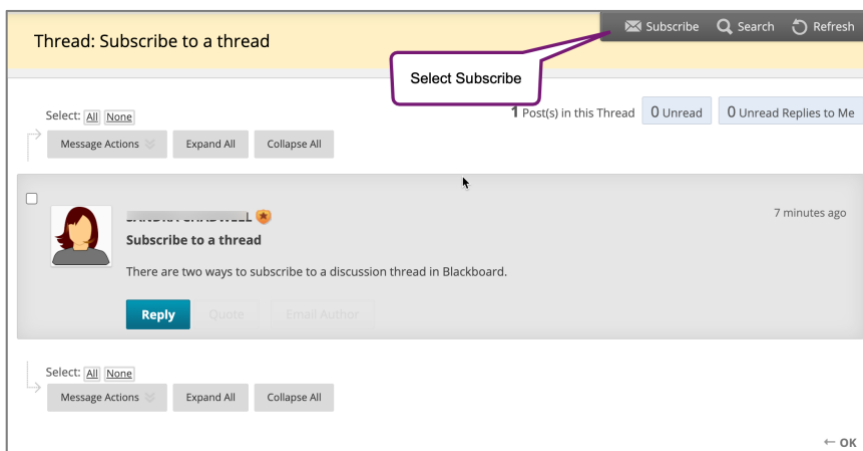 Subscribe Search Refresh
Thread: Subscribe to a thread
Select Subscribe
Select: All None
1 Post(s) in this Thread 0 Unread 0 Unread Replies to Me
Message Actions Expand All Collapse All
7 minutes ago
Subscribe to a thread
There are two ways to subscribe to a discussion thread in Blackboard.
Reply Quote Email Author
Select: All None
Message Actions Expand All Collapse All
← OK